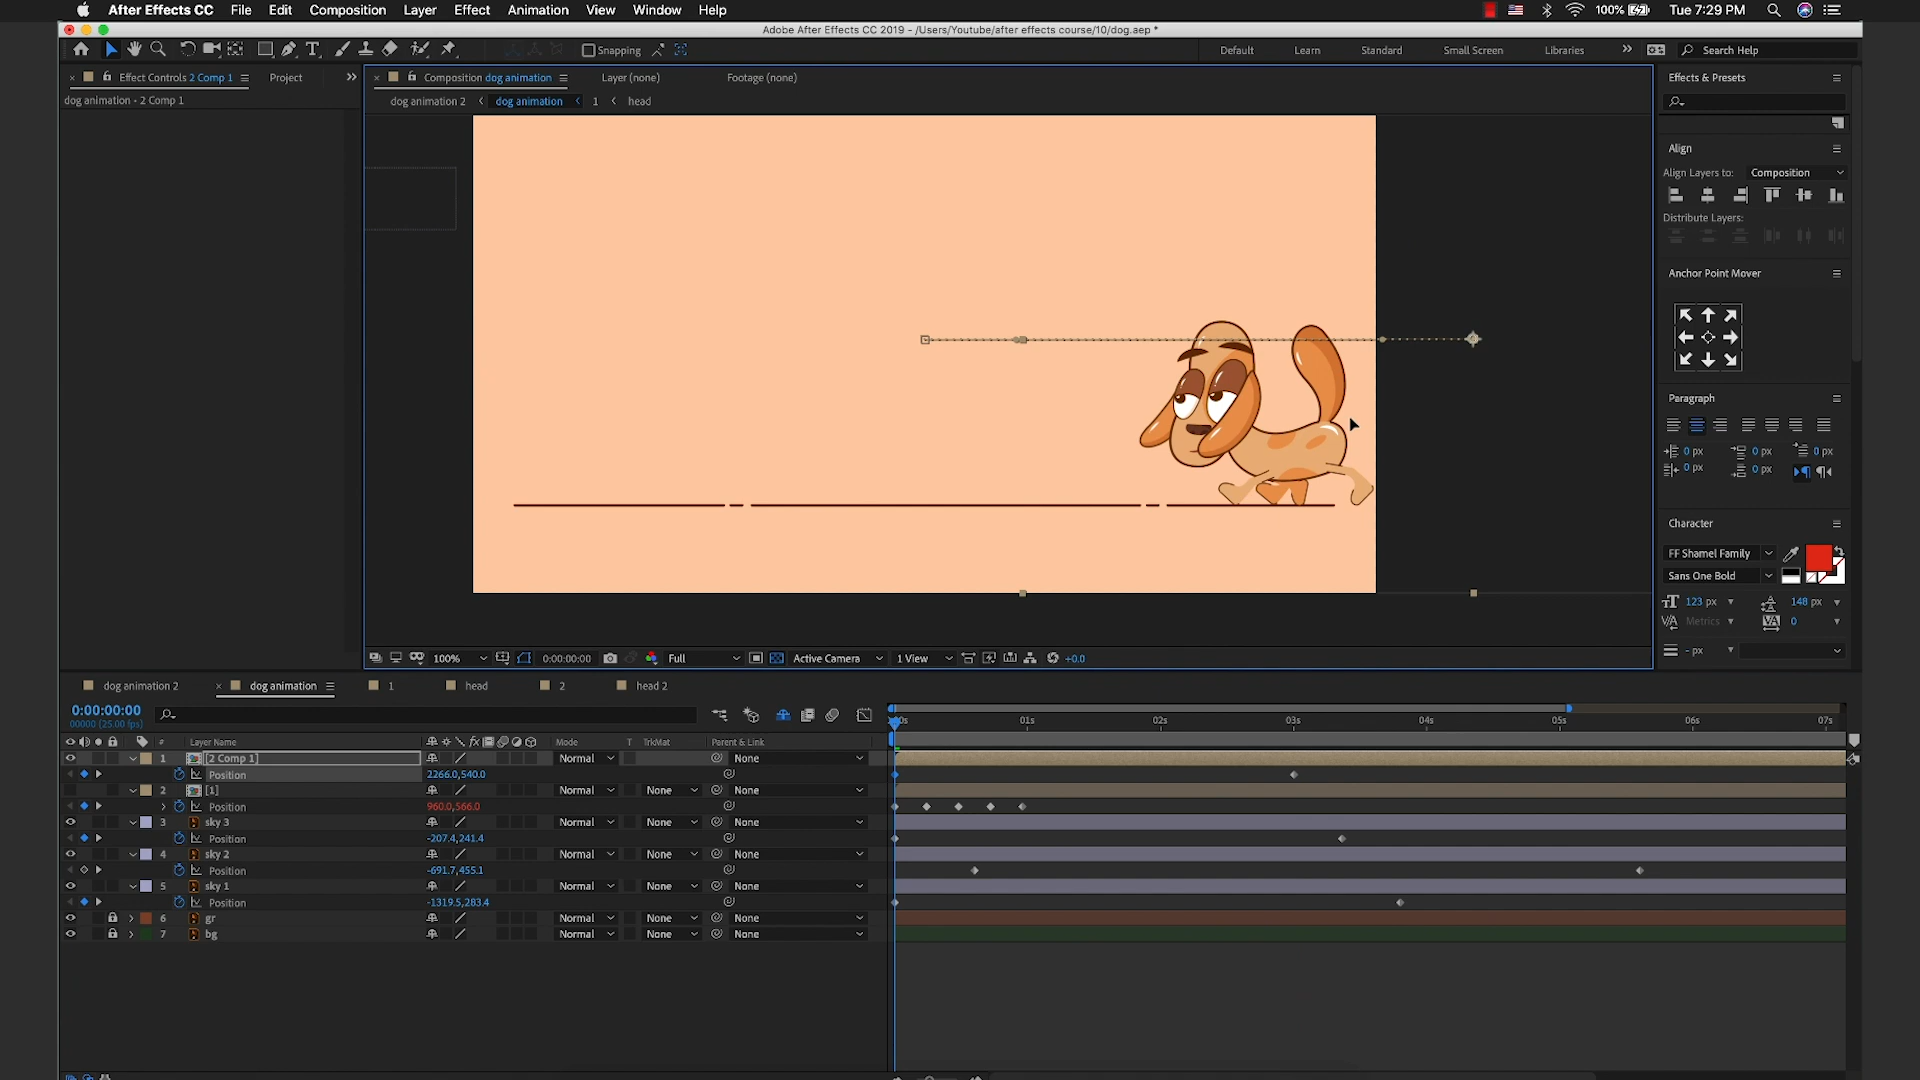 After Effects CC File Edit Composition Layer Effect Animation View Window Help 100% Tue 7:29 PM
Adobe After Effects CC 2019 - /Users/Youtube/after effects course/10/dog.aep *
Snapping Default Learn Standard Small Screen Libraries Search Help
Effect Controls 2 Comp 1 Project Composition dog animation Layer (none) Footage (none) Effects & Presets
dog animation • 2 Comp 1 dog animation 2 dog animation 1 head
Align
Align Layers to: Composition
Distribute Layers:
Anchor Point Mover
Paragraph
0 px 0 px 0 px
0 px 0 px
Character
FF Shamel Family
Sans One Bold
123 px 148 px
Metrics 0
- px
100% 0:00:00:00 Full Active Camera 1 View +0.0
dog animation 2 dog animation 1 head 2 head 2
0:00:00:00
00000 (25.00 fps) 01s 02s 03s 04s 05s 06s 07s
# Layer Name Mode T TrkMat Parent & Link
1 [2 Comp 1] Normal None
Position 2266.0,540.0
2 [1] Normal None None
Position 960.0,566.0
3 sky 3 Normal None None
Position -207.4,241.4
4 sky 2 Normal None None
Position -691.7,455.1
5 sky 1 Normal None None
Position -1319.5,283.4
6 gr Normal None None
7 bg Normal None None